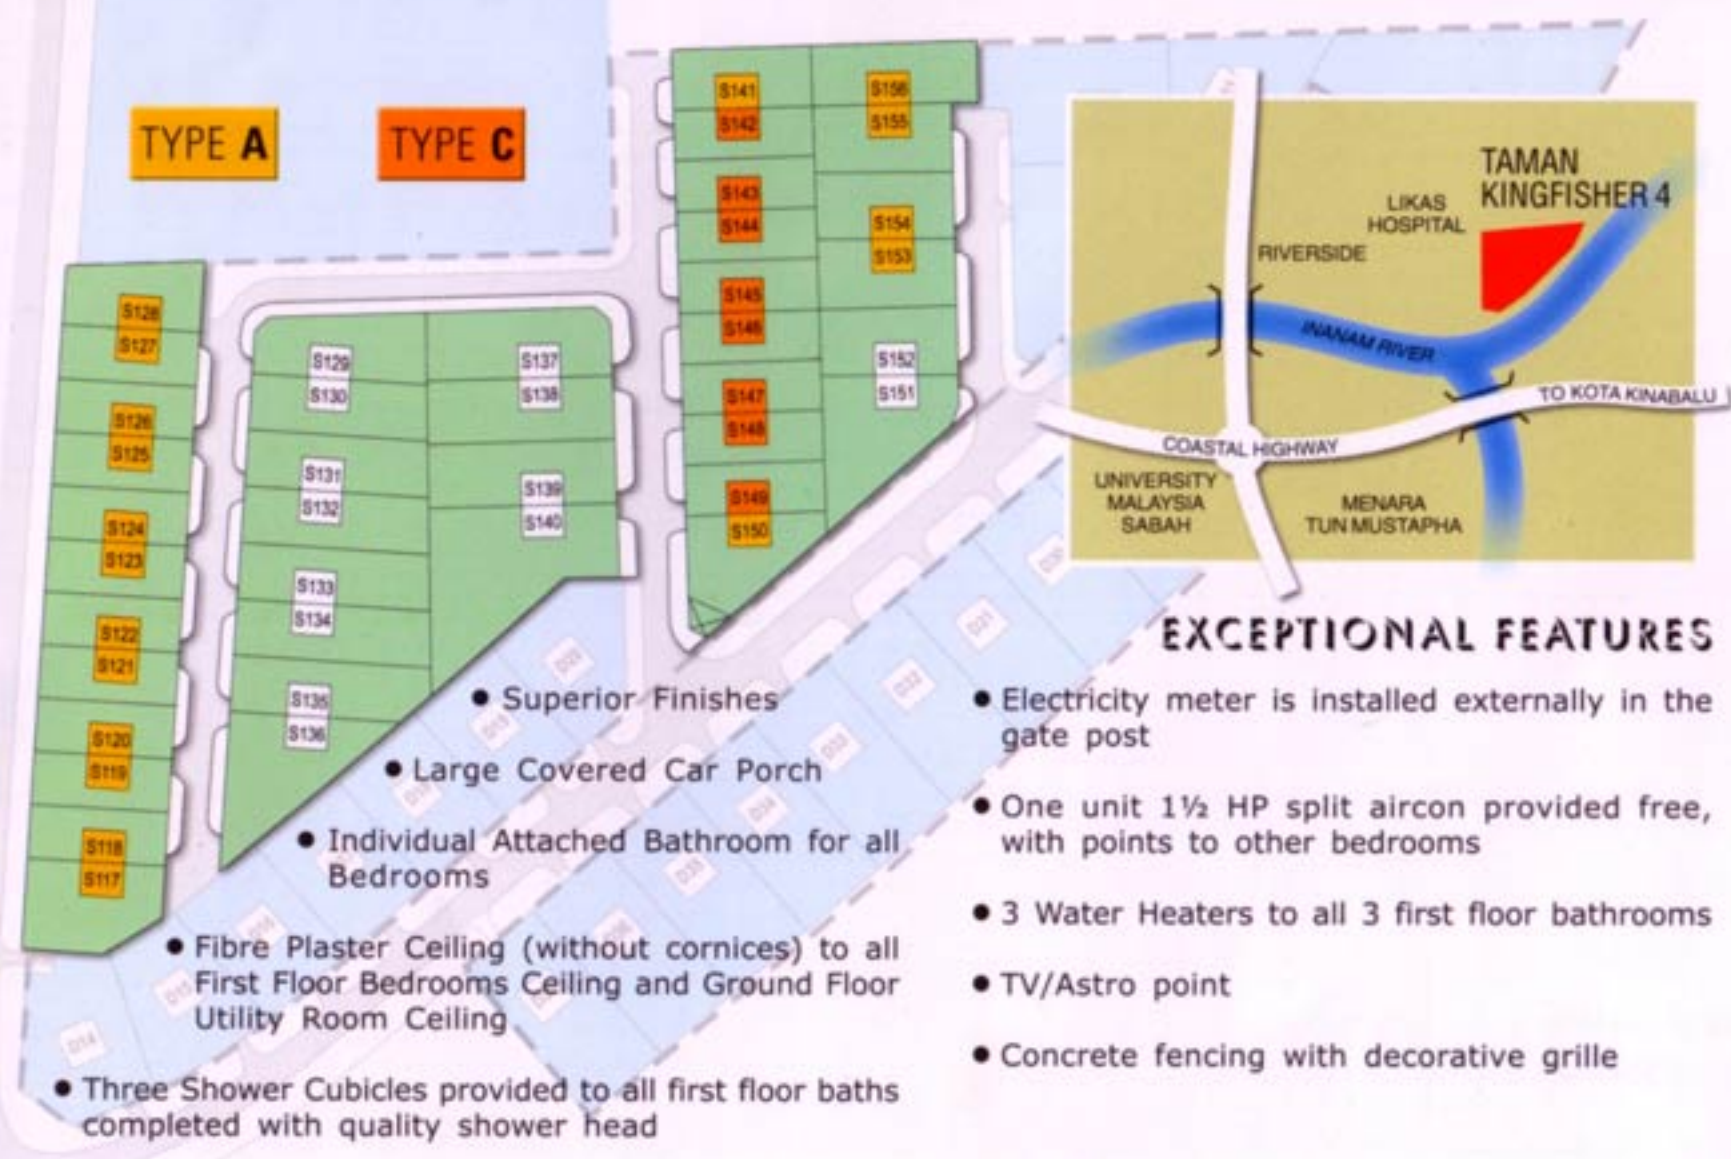 TYPE A
TYPE C
S141
S142
S143
S144
S145
S146
S147
S148
S149
S150
S156
S155
S154
S153
S152
S151
S128
S127
S126
S125
S124
S123
S122
S121
S120
S119
S118
S117
S129
S130
S131
S132
S133
S134
S135
S136
S137
S138
S139
S140
TAMAN
KINGFISHER 4
LIKAS
HOSPITAL
RIVERSIDE
INANAM RIVER
TO KOTA KINABALU
COASTAL HIGHWAY
UNIVERSITY
MALAYSIA
SABAH
MENARA
TUN MUSTAPHA
D21
D32
D33
D34
D35
D14
EXCEPTIONAL FEATURES
• Superior Finishes
• Large Covered Car Porch
• Individual Attached Bathroom for all
Bedrooms
• Fibre Plaster Ceiling (without cornices) to all
First Floor Bedrooms Ceiling and Ground Floor
Utility Room Ceiling
• Three Shower Cubicles provided to all first floor baths
completed with quality shower head
• Electricity meter is installed externally in the
gate post
• One unit 1½ HP split aircon provided free,
with points to other bedrooms
• 3 Water Heaters to all 3 first floor bathrooms
• TV/Astro point
• Concrete fencing with decorative grille